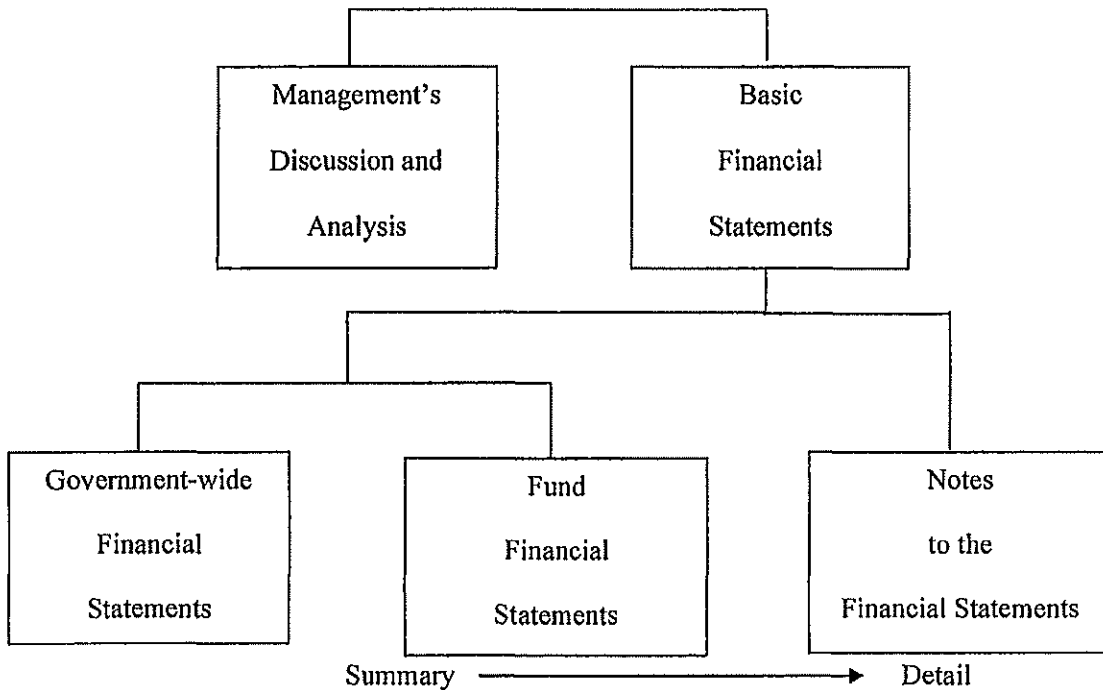 Management's
Discussion and
Analysis
Basic
Financial
Statements
Government-wide
Financial
Statements
Fund
Financial
Statements
Notes
to the
Financial Statements
Summary
Detail